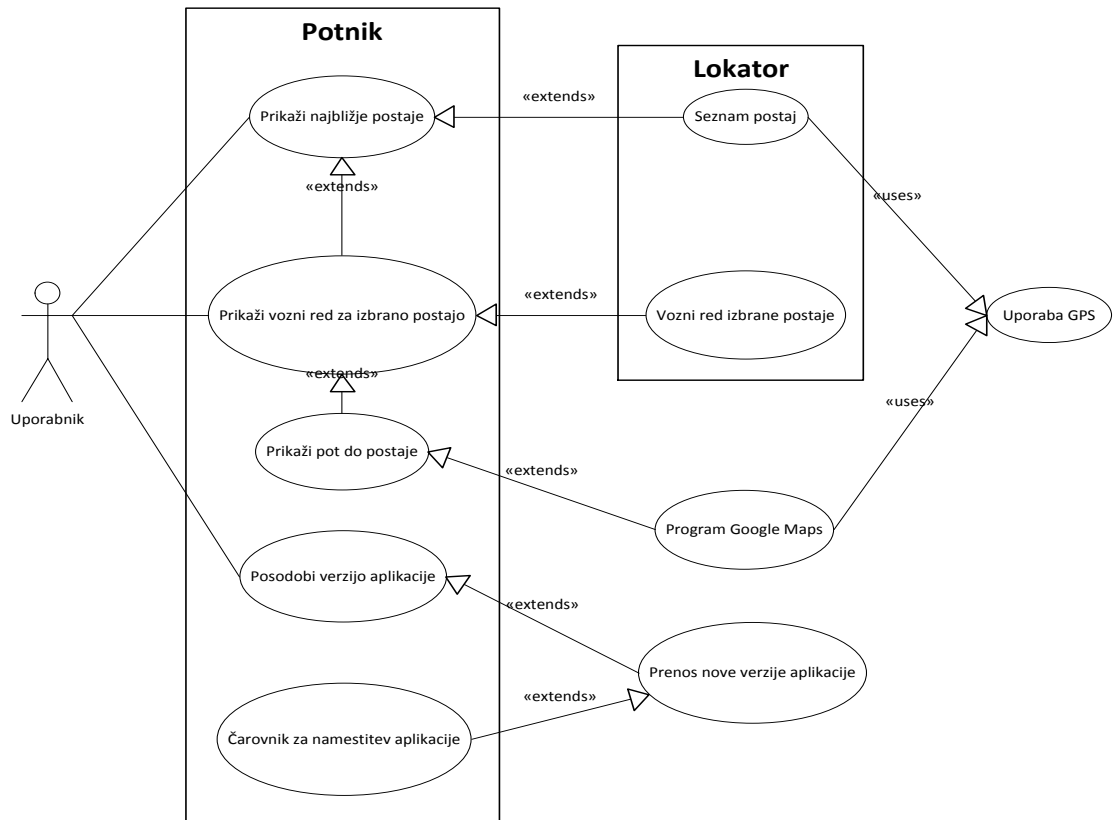 Potnik
Lokator
Prikaži najbližje postaje
«extends»
Seznam postaj
«extends»
«uses»
Prikaži vozni red za izbrano postajo
«extends»
Vozni red izbrane postaje
Uporaba GPS
Uporabnik
«extends»
«uses»
Prikaži pot do postaje
«extends»
Program Google Maps
Posodobi verzijo aplikacije
«extends»
Prenos nove verzije aplikacije
«extends»
Čarovnik za namestitev aplikacije